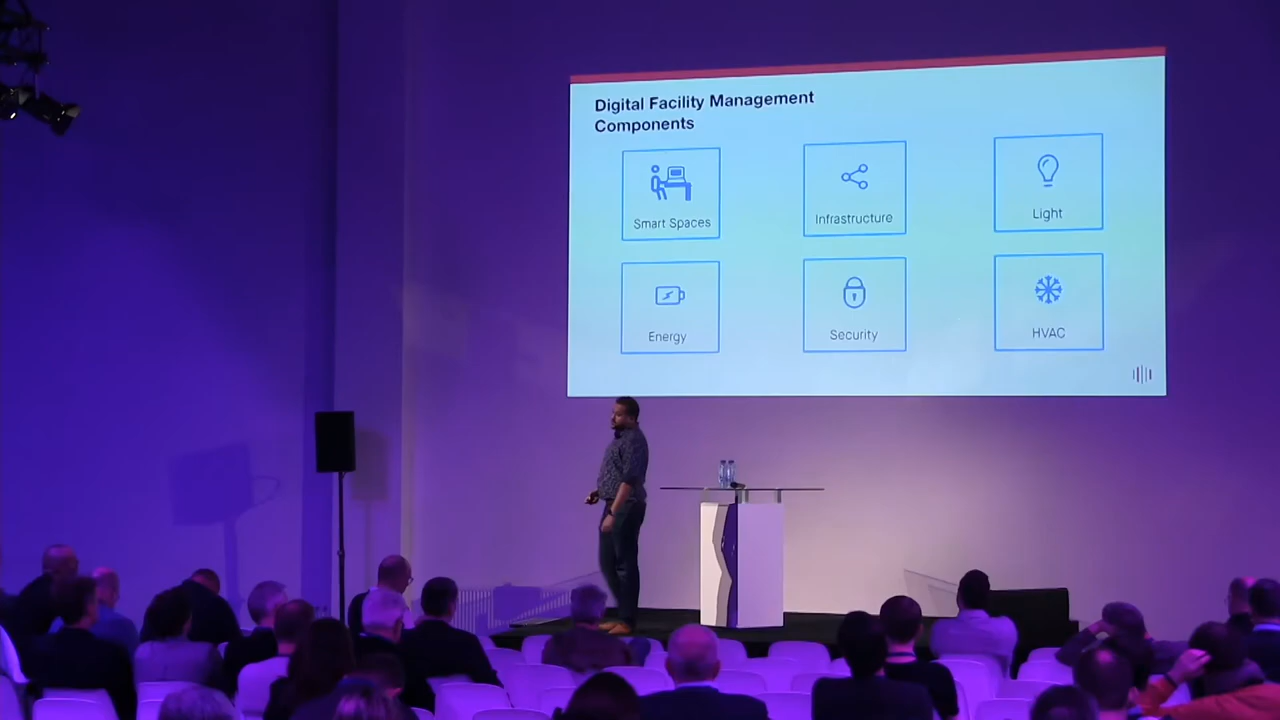 Digital Facility Management
Components
Smart Spaces
Infrastructure
Light
Energy
Security
HVAC